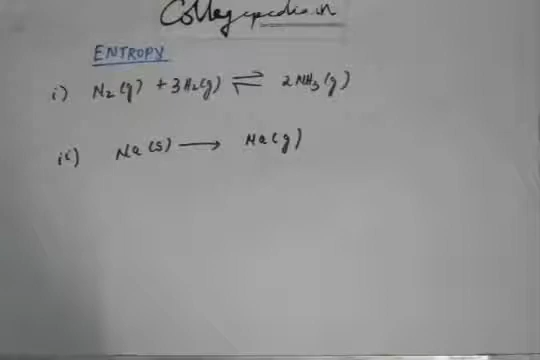 Collegepedia.in
ENTROPY
i) N₂(g) + 3H₂(g) ⇌ 2NH₃(g)
ii) Na(s) ⟶ Na(g)